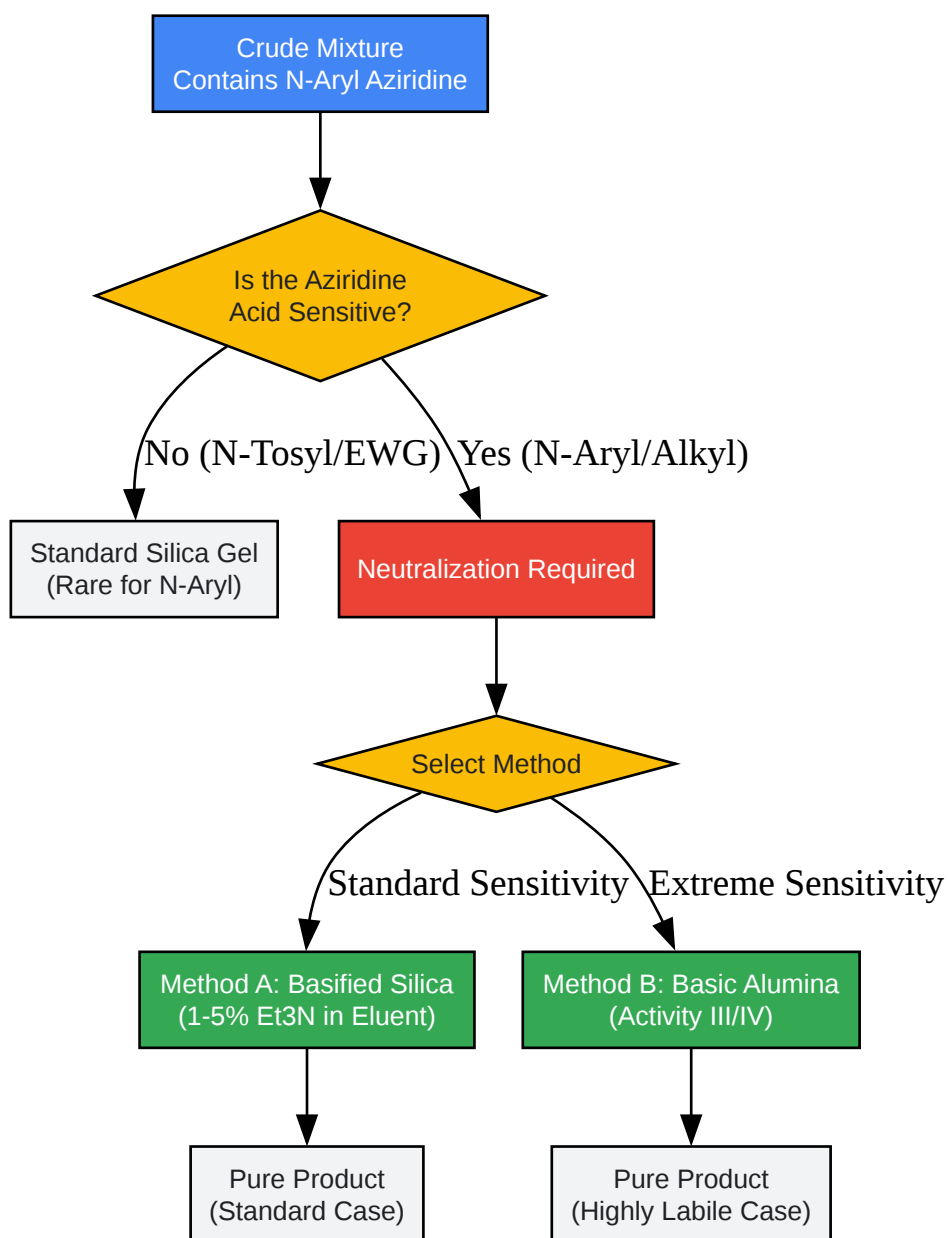 Crude Mixture
Contains N-Aryl Aziridine
Is the Aziridine
Acid Sensitive?
No (N-Tosyl/EWG)
Yes (N-Aryl/Alkyl)
Standard Silica Gel
(Rare for N-Aryl)
Neutralization Required
Select Method
Standard Sensitivity
Extreme Sensitivity
Method A: Basified Silica
(1-5% Et3N in Eluent)
Method B: Basic Alumina
(Activity III/IV)
Pure Product
(Standard Case)
Pure Product
(Highly Labile Case)